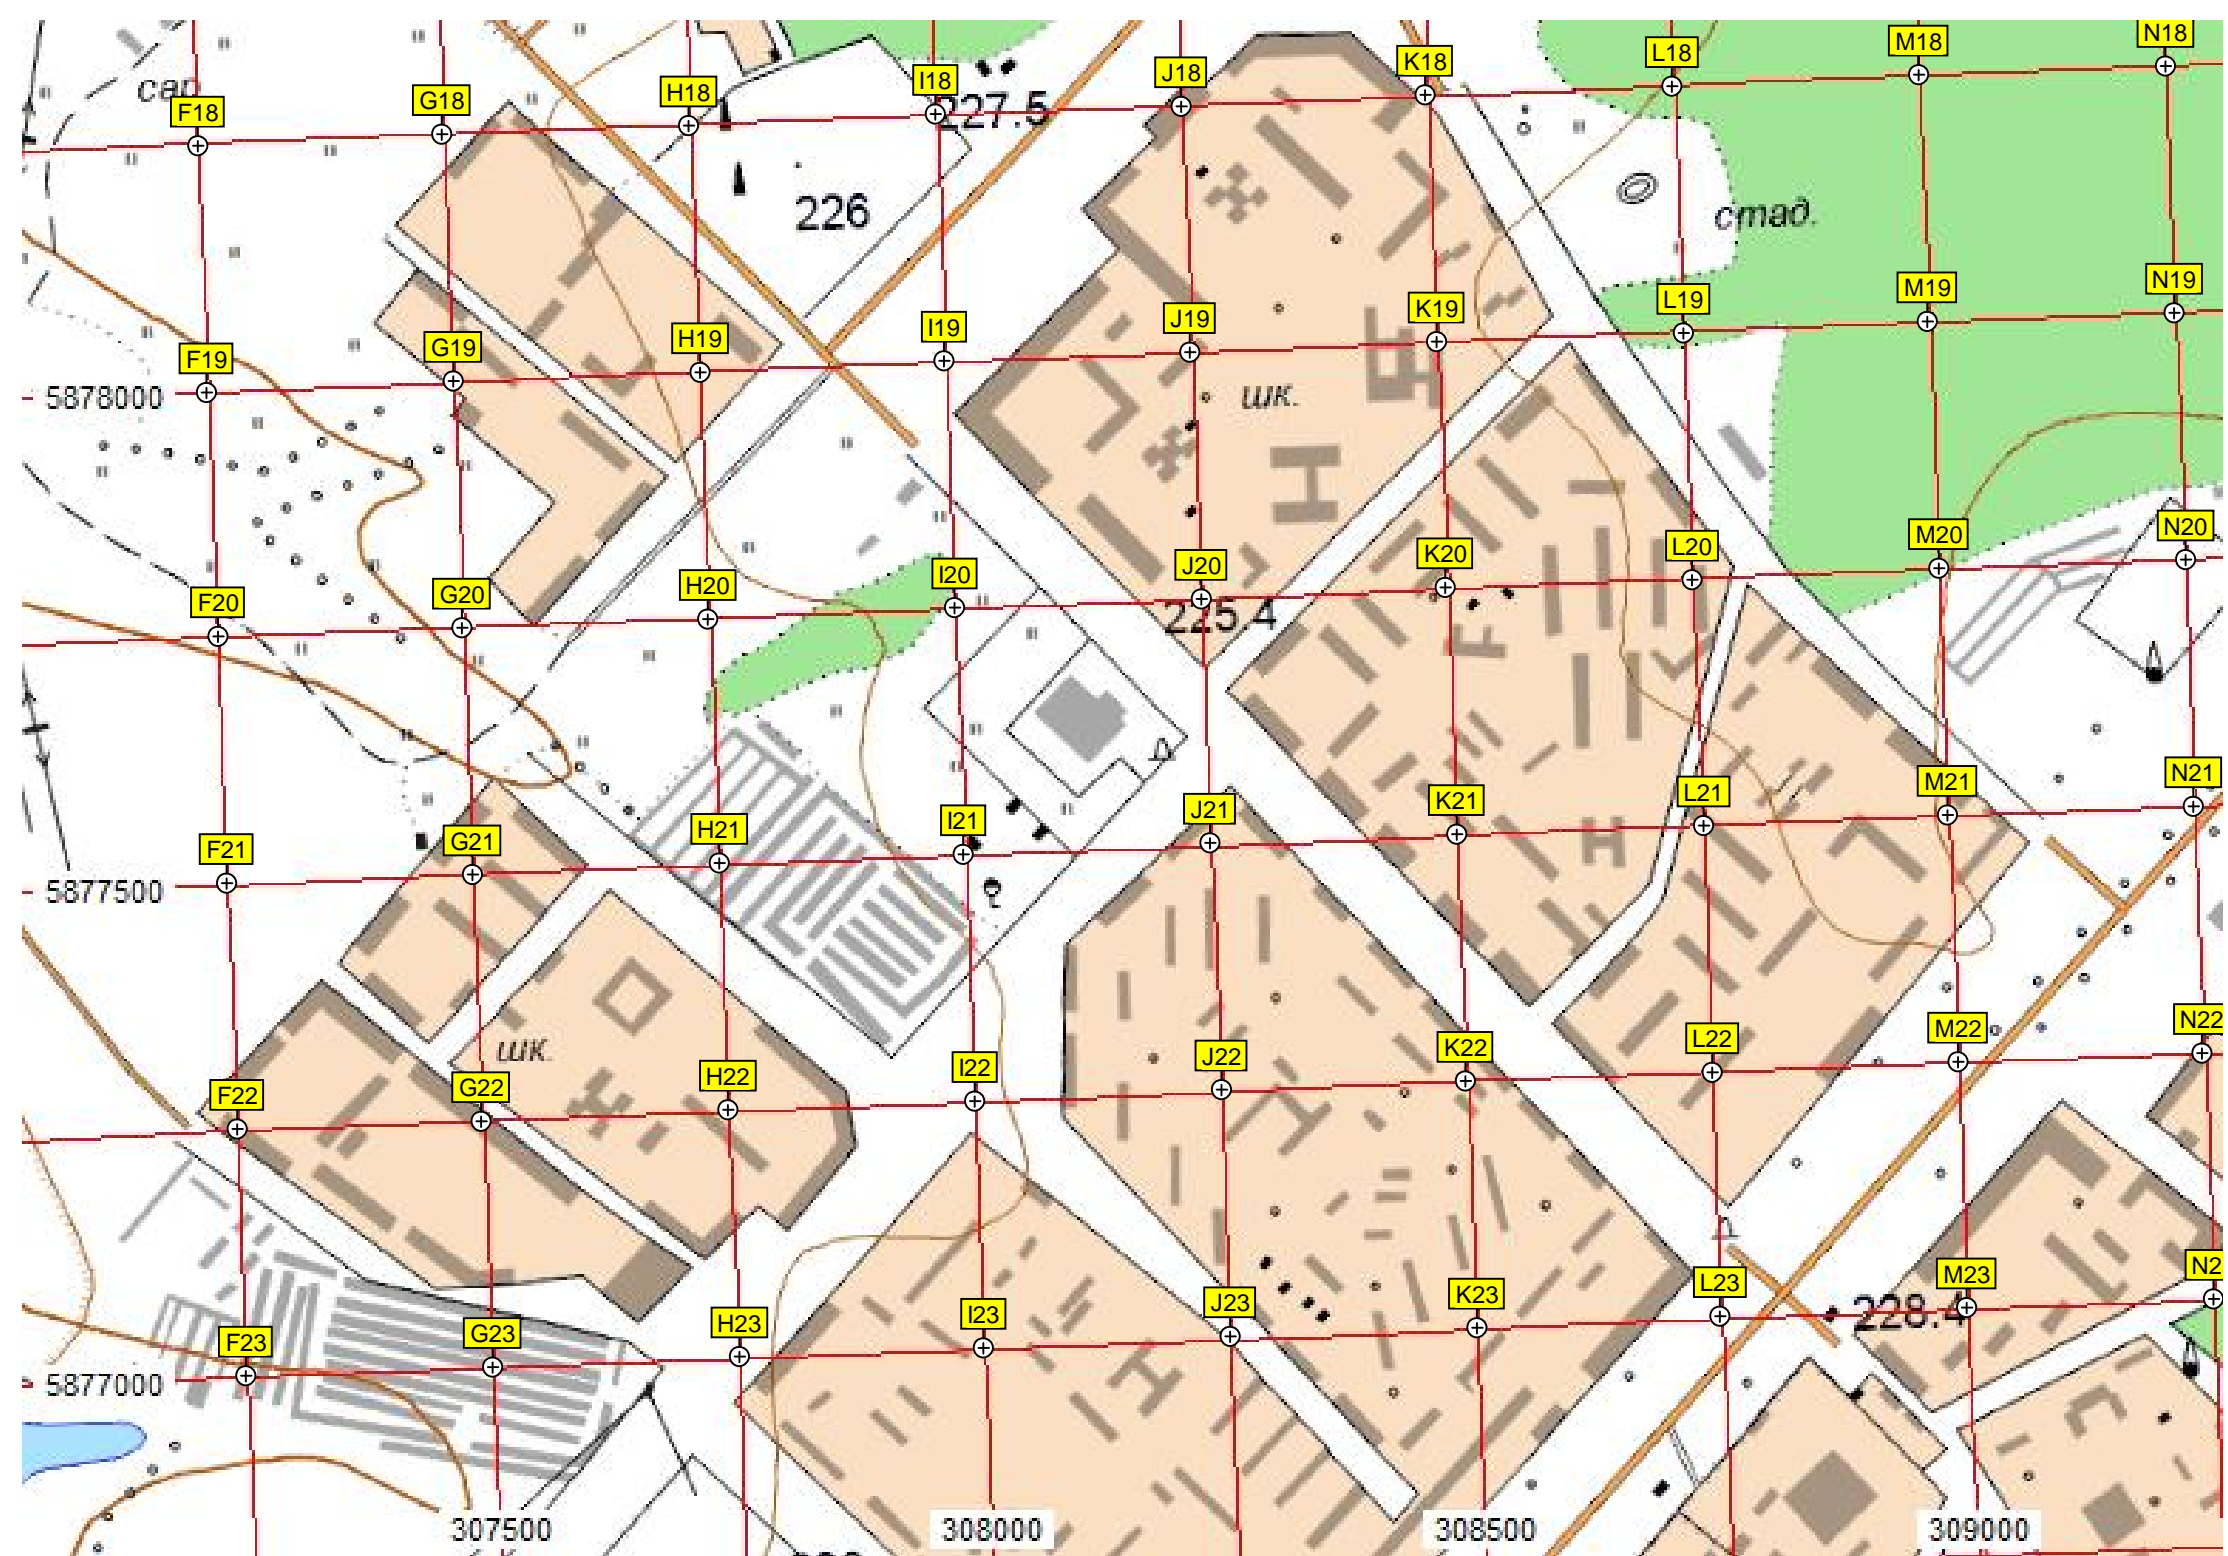 F18 G18 H18 I18 J18 K18 L18 M18 N18
сар.
227.5
226
стад.
F19 G19 H19 I19 J19 K19 L19 M19 N19
5878000
шк.
F20 G20 H20 I20 J20 K20 L20 M20 N20
225.4
Д
F21 G21 H21 I21 J21 K21 L21 M21 N21
5877500
шк.
F22 G22 H22 I22 J22 K22 L22 M22 N22
Д
F23 G23 H23 I23 J23 K23 L23 M23 N2
228.4
5877000
307500 308000 308500 309000